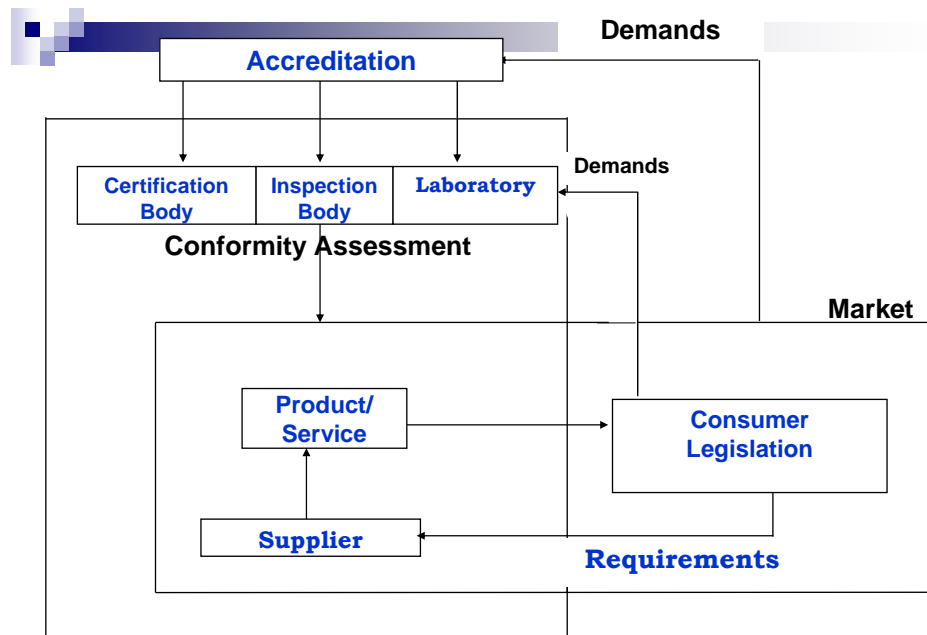 Demands
Accreditation
Certification
Body
Inspection
Body
Laboratory
Demands
Conformity Assessment
Market
Product/
Service
Consumer
Legislation
Supplier
Requirements